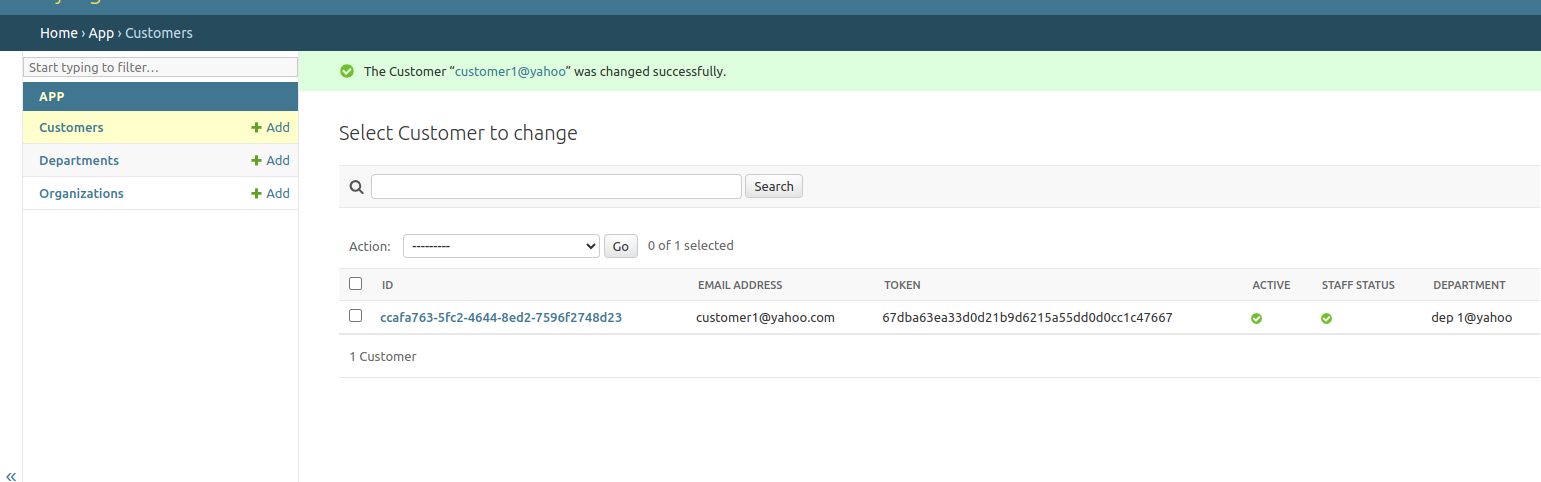 Home › App › Customers
Start typing to filter…
The Customer “customer1@yahoo” was changed successfully.
APP
Customers Add
Departments Add
Organizations Add
Select Customer to change
Search
Action: --------- Go 0 of 1 selected
ID EMAIL ADDRESS TOKEN ACTIVE STAFF STATUS DEPARTMENT
ccafa763-5fc2-4644-8ed2-7596f2748d23 customer1@yahoo.com 67dba63ea33d0d21b9d6215a55dd0d0cc1c47667 dep 1@yahoo
1 Customer
«